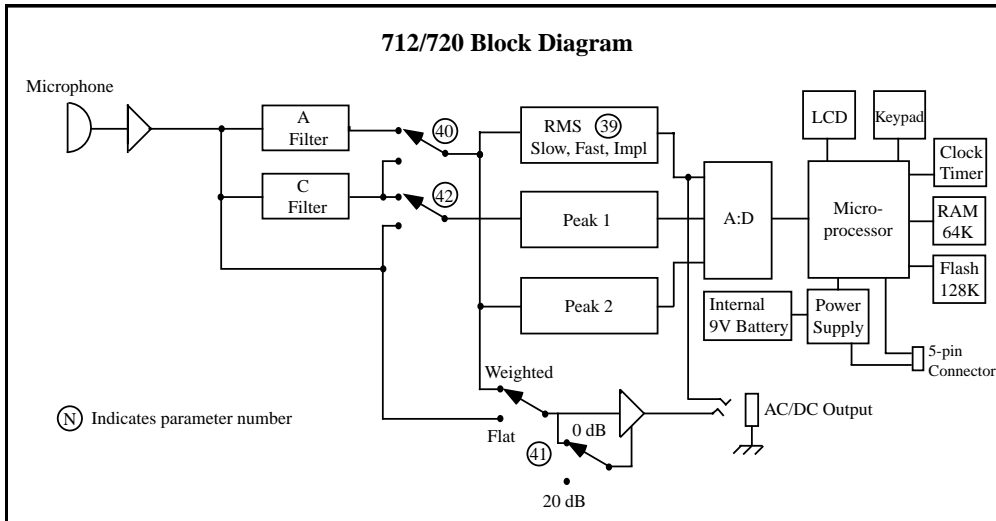 712/720 Block Diagram
Microphone
A
Filter
40
C
Filter
42
RMS 39
Slow, Fast, Impl
Peak 1
Peak 2
A:D
LCD
Keypad
Micro-
processor
Clock
Timer
RAM
64K
Flash
128K
Internal
9V Battery
Power
Supply
5-pin
Connector
Weighted
Flat
0 dB
41
20 dB
AC/DC Output
N Indicates parameter number